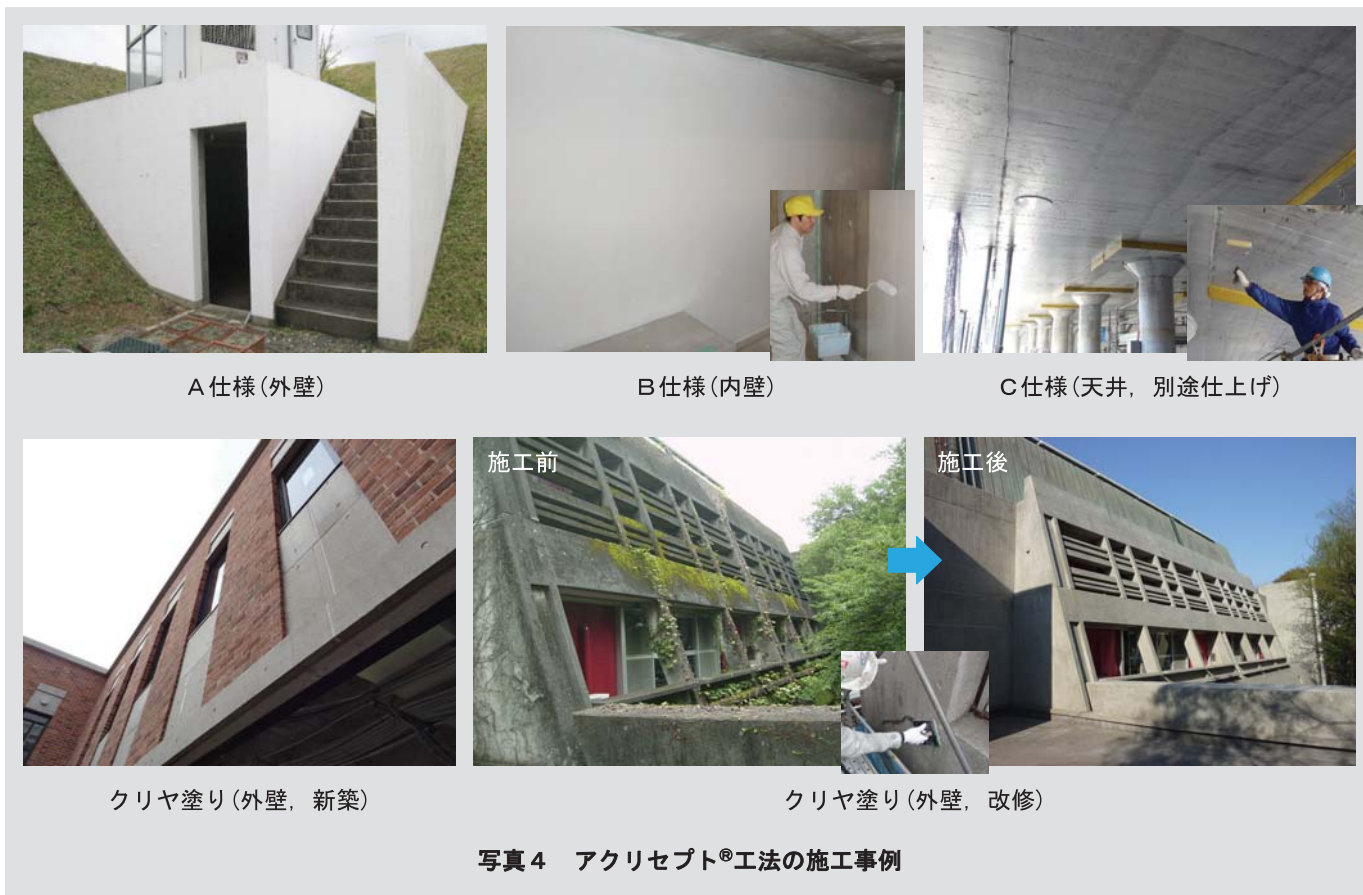 A仕様(外壁)
B仕様(内壁)
C仕様(天井，別途仕上げ)
施工前
施工後
クリヤ塗り(外壁，新築)
クリヤ塗り(外壁，改修)
写真4　アクリセプト®工法の施工事例